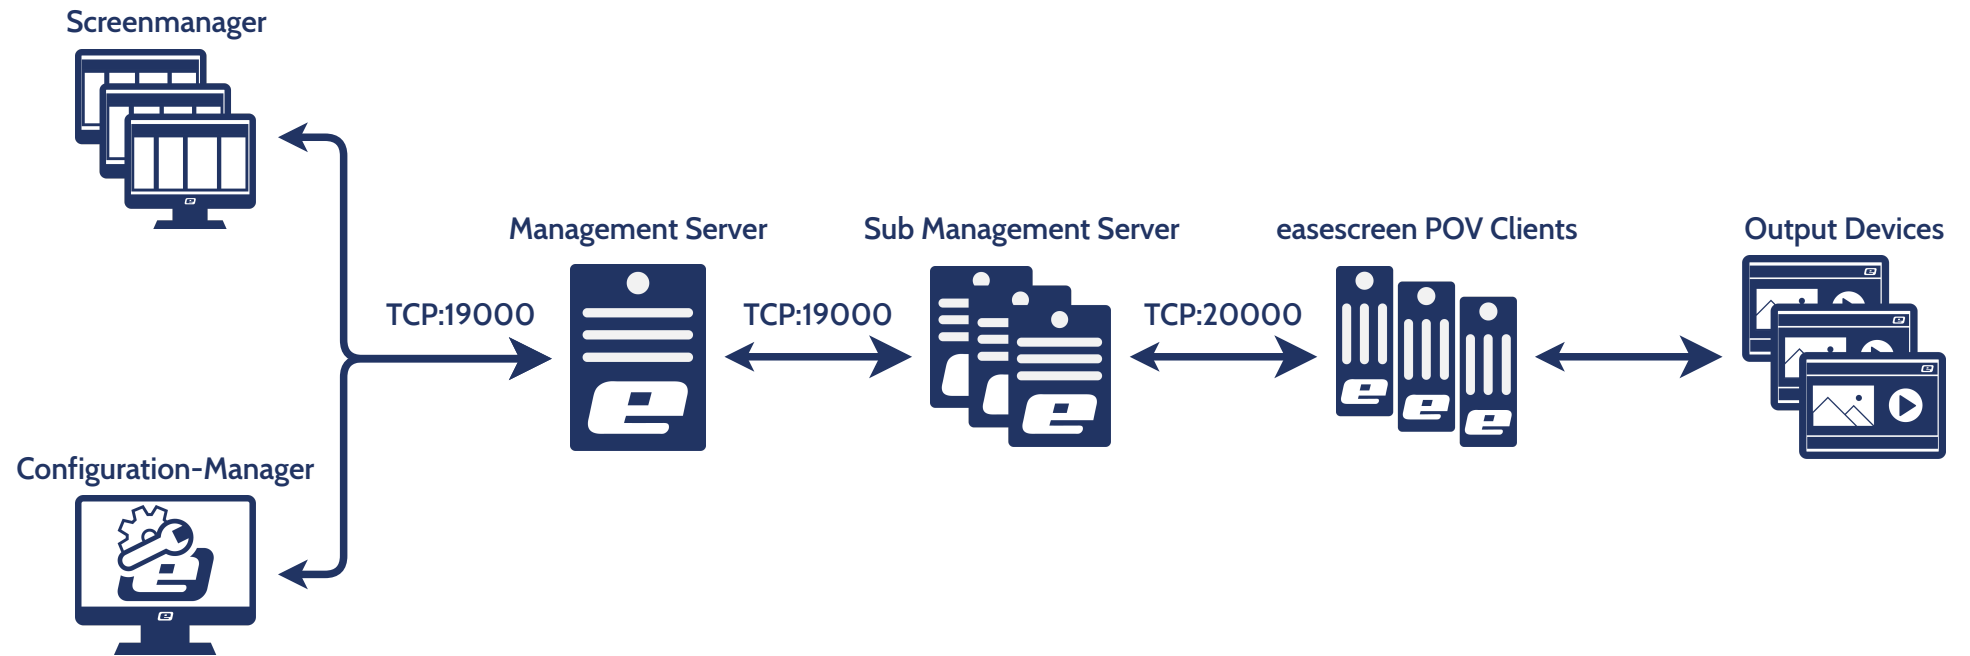 Screenmanager
Management Server
Sub Management Server
easescreen POV Clients
Output Devices
TCP:19000
TCP:19000
TCP:20000
Configuration-Manager